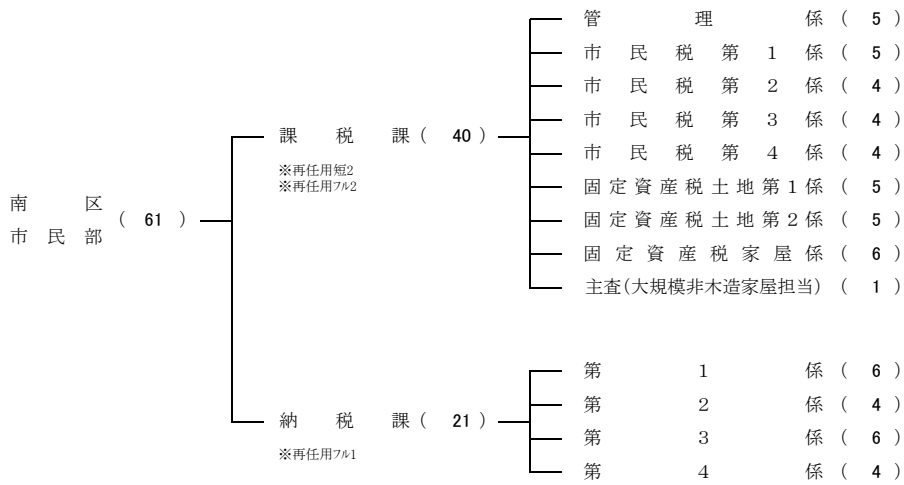 南区
市民部 ( 61 )
課税課 ( 40 )
※再任用短2
※再任用フル2
管理係 ( 5 )
市民税第1係 ( 5 )
市民税第2係 ( 4 )
市民税第3係 ( 4 )
市民税第4係 ( 4 )
固定資産税土地第1係 ( 5 )
固定資産税土地第2係 ( 5 )
固定資産税家屋係 ( 6 )
主査(大規模非木造家屋担当) ( 1 )
納税課 ( 21 )
※再任用フル1
第1係 ( 6 )
第2係 ( 4 )
第3係 ( 6 )
第4係 ( 4 )